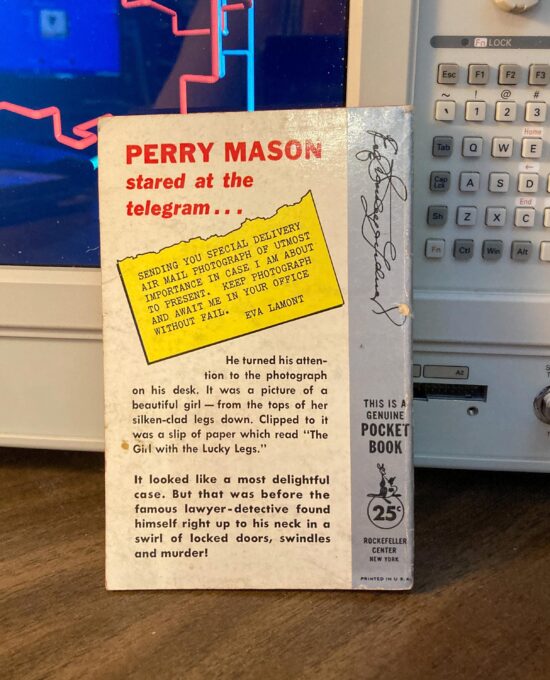 PERRY MASON
stared at the
telegram...
SENDING YOU SPECIAL DELIVERY
AIR MAIL PHOTOGRAPH OF UTMOST
IMPORTANCE IN CASE I AM ABOUT
TO PRESENT. KEEP PHOTOGRAPH
AND AWAIT ME IN YOUR OFFICE
WITHOUT FAIL. EVA LAMONT
He turned his atten-
tion to the photograph
on his desk. It was a picture of a
beautiful girl — from the tops of her
silken-clad legs down. Clipped to it
was a slip of paper which read "The
Girl with the Lucky Legs."
It looked like a most delightful
case. But that was before the
famous lawyer-detective found
himself right up to his neck in a
swirl of locked doors, swindles
and murder!
Erle Stanley Gardner
THIS IS A
GENUINE
POCKET
BOOK
25¢
ROCKEFELLER
CENTER
NEW YORK
PRINTED IN U.S.A.
Fn LOCK
Esc F1 F2 F3
~ ! @ #
1 2 3
Home
Tab Q W E
Cap Lck A S D
End
Sh Z X C
Fn Ctl Win Alt
A2